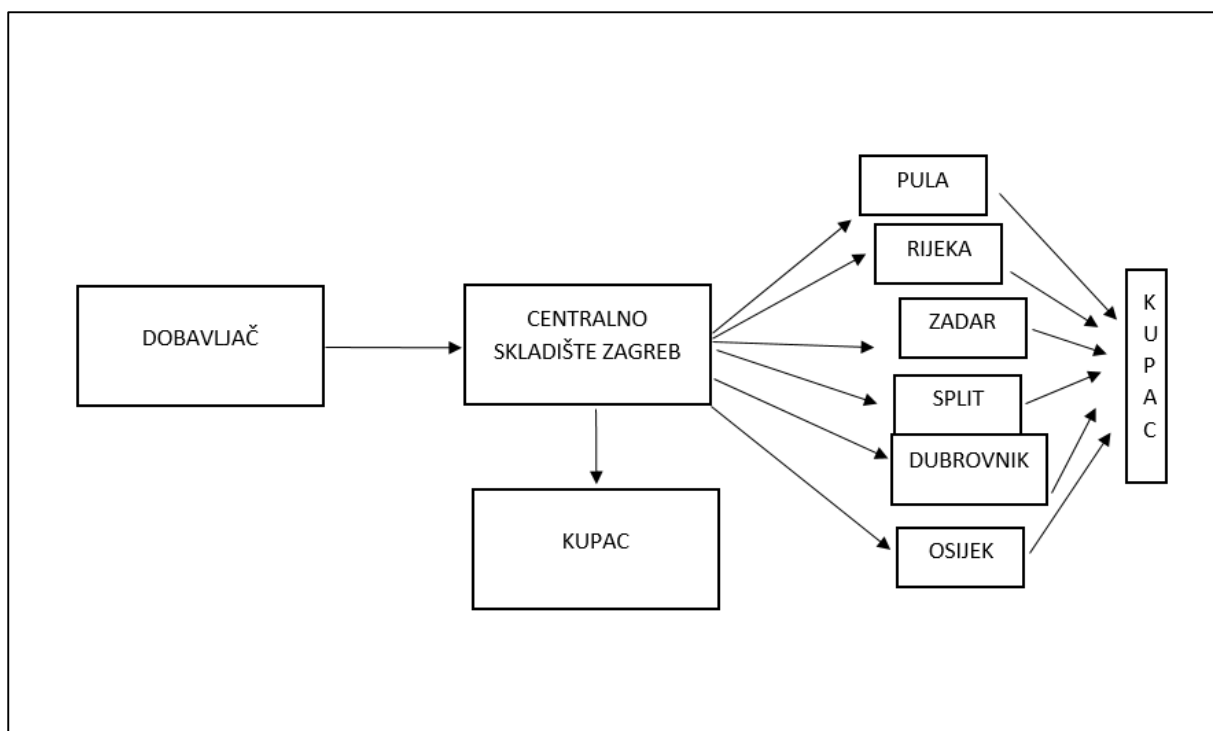 DOBAVLJAČ
CENTRALNO
SKLADIŠTE ZAGREB
KUPAC
PULA
RIJEKA
ZADAR
SPLIT
DUBROVNIK
OSIJEK
K
U
P
A
C